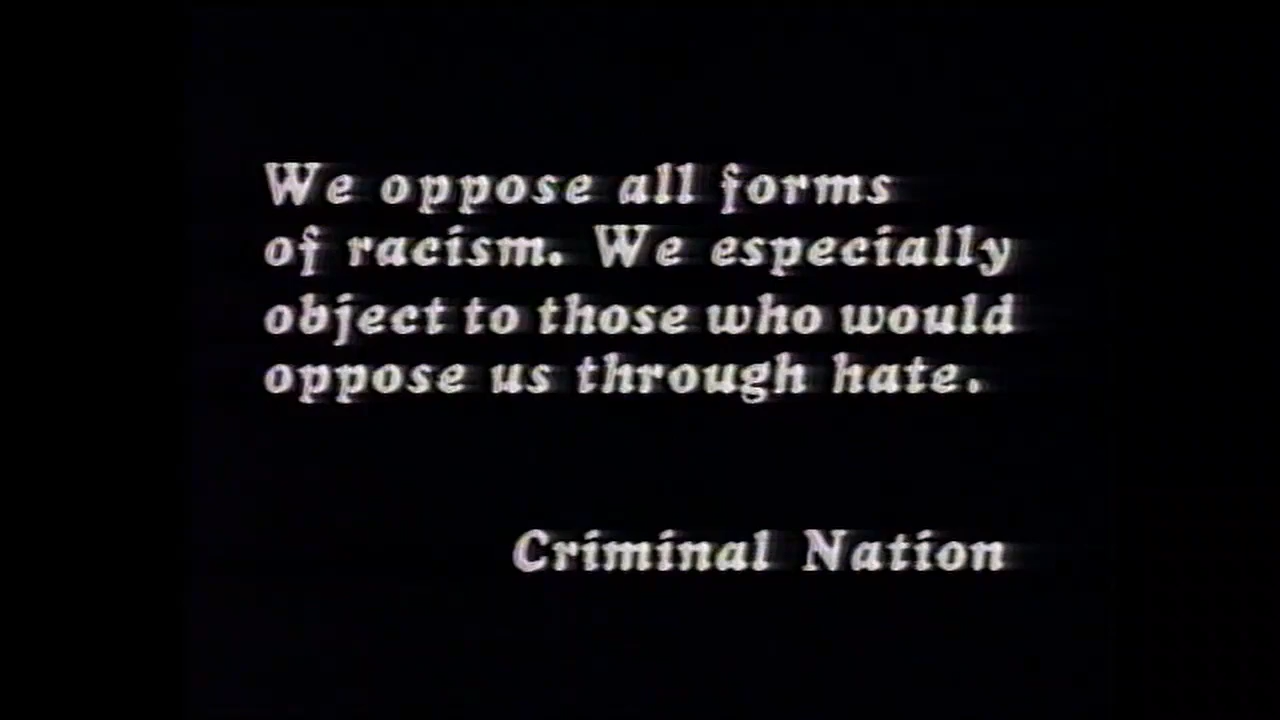 We oppose all forms
of racism. We especially
object to those who would
oppose us through hate.
Criminal Nation